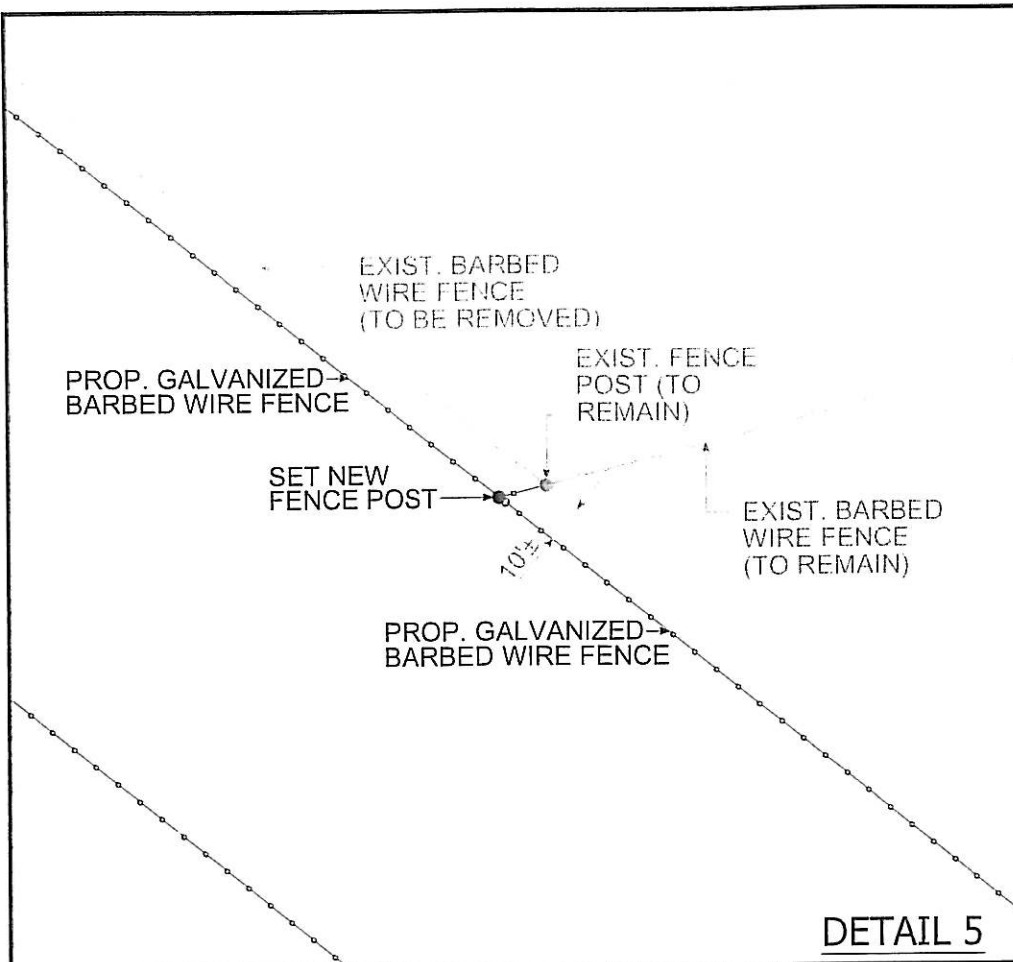 EXIST. BARBED
WIRE FENCE
(TO BE REMOVED)
EXIST. FENCE
POST (TO
REMAIN)
PROP. GALVANIZED
BARBED WIRE FENCE
SET NEW
FENCE POST
EXIST. BARBED
WIRE FENCE
(TO REMAIN)
10'±
PROP. GALVANIZED
BARBED WIRE FENCE
DETAIL 5